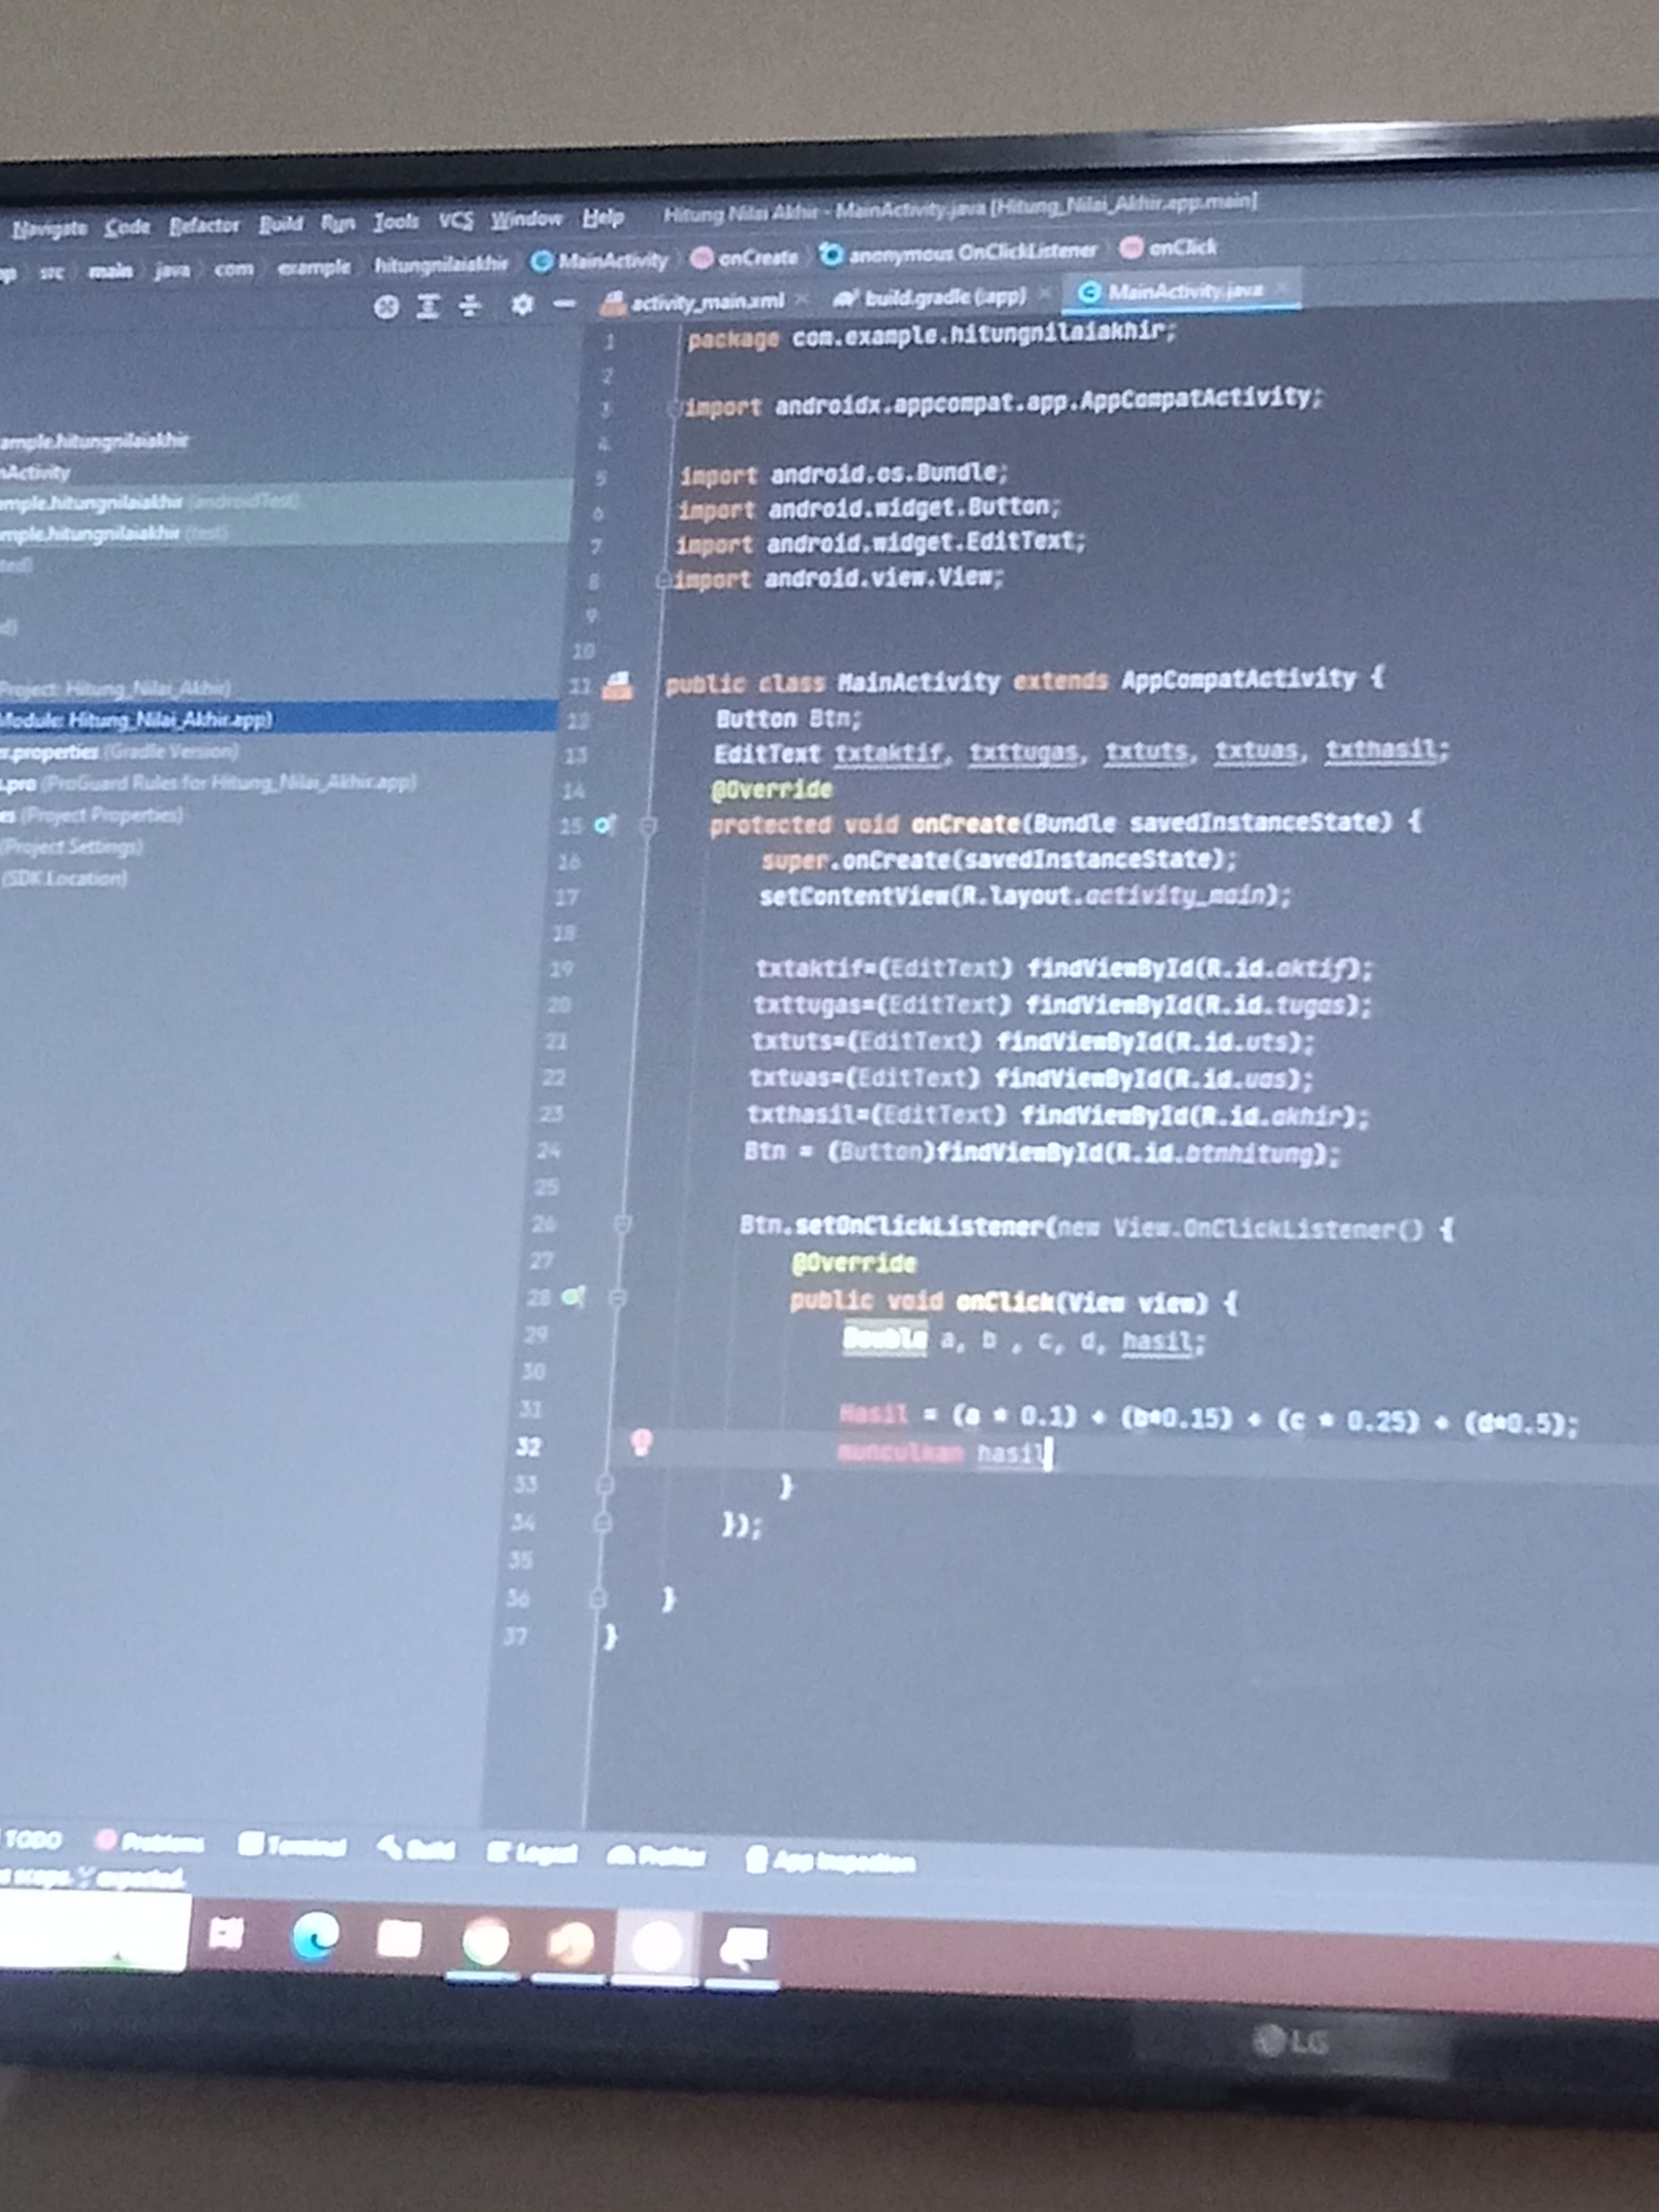 Navigate Code Refactor Build Run Tools VCS Window Help Hitung Nilai Akhir - MainActivity.java [Hitung_Nilai_Akhir.app.main]
src main java com example hitungnilaiakhir MainActivity onCreate anonymous OnClickListener onClick
activity_main.xml build.gradle (:app) MainActivity.java
ample.hitungnilaiakhir
nActivity
mple.hitungnilaiakhir (androidTest)
mple.hitungnilaiakhir (test)
ted)
d)
Project: Hitung_Nilai_Akhir)
Module: Hitung_Nilai_Akhir.app)
r.properties (Gradle Version)
.pro (ProGuard Rules for Hitung_Nilai_Akhir.app)
es (Project Properties)
(Project Settings)
(SDK Location)
1 package com.example.hitungnilaiakhir;
2
3 import androidx.appcompat.app.AppCompatActivity;
4
5 import android.os.Bundle;
6 import android.widget.Button;
7 import android.widget.EditText;
8 import android.view.View;
9
10
11 public class MainActivity extends AppCompatActivity {
12 Button Btn;
13 EditText txtaktif, txttugas, txtuts, txtuas, txthasil;
14 @Override
15 protected void onCreate(Bundle savedInstanceState) {
16 super.onCreate(savedInstanceState);
17 setContentView(R.layout.activity_main);
18
19 txtaktif=(EditText) findViewById(R.id.aktif);
20 txttugas=(EditText) findViewById(R.id.tugas);
21 txtuts=(EditText) findViewById(R.id.uts);
22 txtuas=(EditText) findViewById(R.id.uas);
23 txthasil=(EditText) findViewById(R.id.akhir);
24 Btn = (Button)findViewById(R.id.btnhitung);
25
26 Btn.setOnClickListener(new View.OnClickListener() {
27 @Override
28 public void onClick(View view) {
29 Double a, b , c, d, hasil;
30
31 Hasil = (a * 0.1) + (b*0.15) + (c * 0.25) + (d*0.5);
32 munculkan hasil
33 }
34 });
35
36 }
37 }
TODO Problems Terminal Build Logcat Profiler App Inspection
expected.
LG